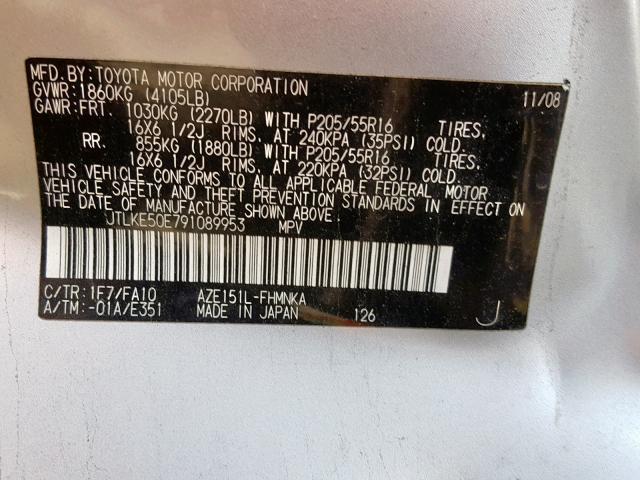 MFD.BY:TOYOTA MOTOR CORPORATION 11/08
GVWR:1860KG (4105LB)
GAWR:FRT. 1030KG (2270LB) WITH P205/55R16 TIRES,
16X6 1/2J RIMS, AT 240KPA (35PSI) COLD.
RR. 855KG (1880LB) WITH P205/55R16 TIRES,
16X6 1/2J RIMS, AT 220KPA (32PSI) COLD.
THIS VEHICLE CONFORMS TO ALL APPLICABLE FEDERAL MOTOR
VEHICLE SAFETY AND THEFT PREVENTION STANDARDS IN EFFECT ON
THE DATE OF MANUFACTURE SHOWN ABOVE.
JTLKE50E791089953 MPV
C/TR:1F7/FA10 AZE151L-FHMNKA
A/TM:-01A/E351 MADE IN JAPAN 126 J